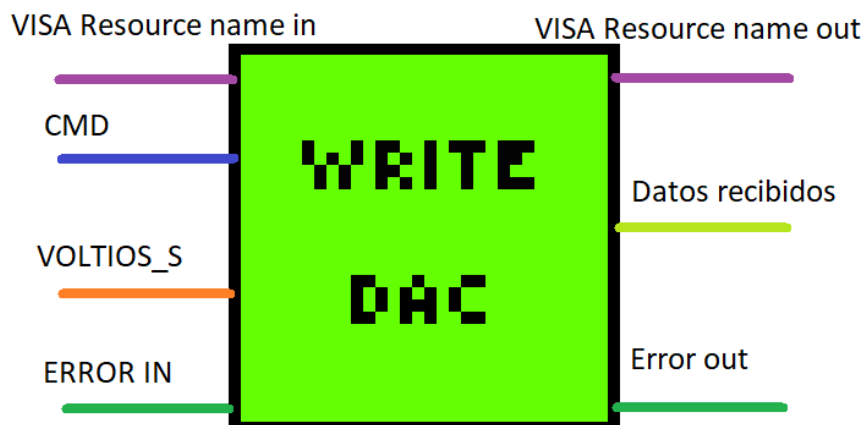 VISA Resource name in
VISA Resource name out
CMD
WRITE
Datos recibidos
VOLTIOS_S
DAC
ERROR IN
Error out